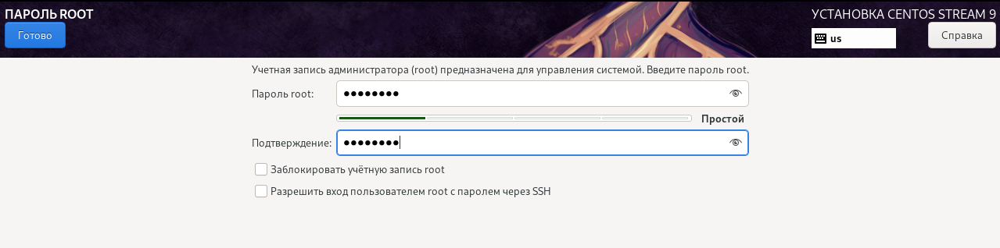 ПАРОЛЬ ROOT
УСТАНОВКА CENTOS STREAM 9
Готово
us
Справка
Учетная запись администратора (root) предназначена для управления системой. Введите пароль root.
Пароль root:
●●●●●●●●
Простой
Подтверждение:
●●●●●●●●
Заблокировать учётную запись root
Разрешить вход пользователем root с паролем через SSH